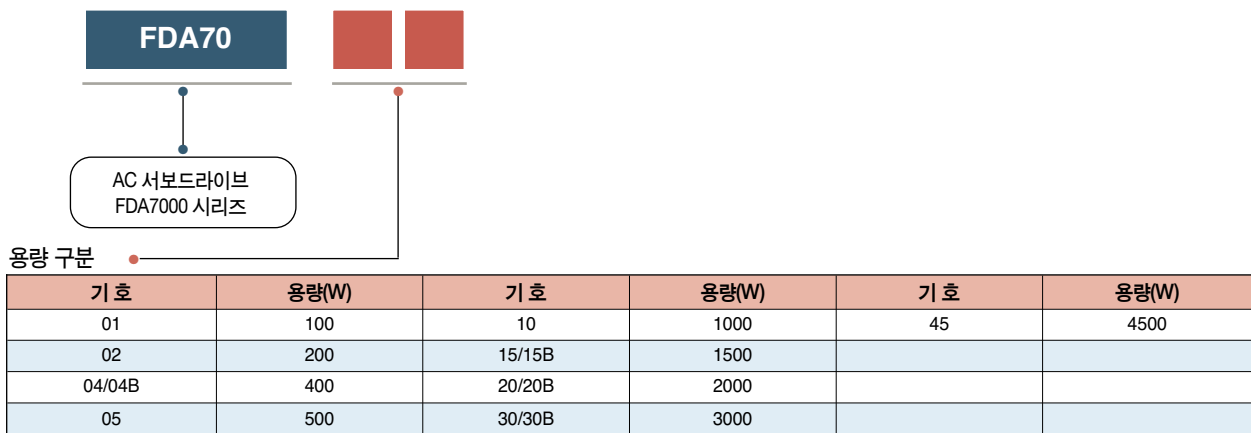 FDA70
AC 서보드라이브
FDA7000 시리즈
용량 구분
기 호 용량(W) 기 호 용량(W) 기 호 용량(W)
01 100 10 1000 45 4500
02 200 15/15B 1500
04/04B 400 20/20B 2000
05 500 30/30B 3000